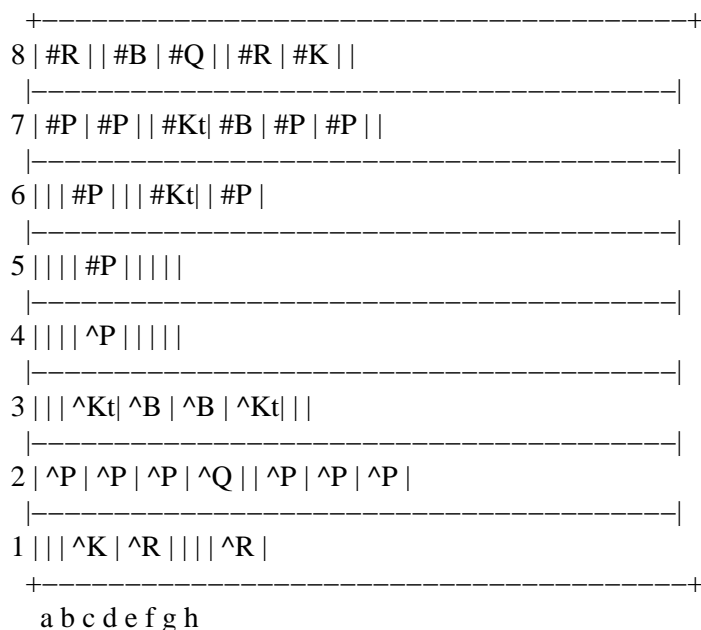 +−−−−−−−−−−−−−−−−−−−−−−−−−−−−−−−−−−−−−−−+
8 | #R | | #B | #Q | | #R | #K | |
|−−−−−−−−−−−−−−−−−−−−−−−−−−−−−−−−−−−−−−−|
7 | #P | #P | | #Kt| #B | #P | #P | |
|−−−−−−−−−−−−−−−−−−−−−−−−−−−−−−−−−−−−−−−|
6 | | | #P | | | #Kt| | #P |
|−−−−−−−−−−−−−−−−−−−−−−−−−−−−−−−−−−−−−−−|
5 | | | | #P | | | | |
|−−−−−−−−−−−−−−−−−−−−−−−−−−−−−−−−−−−−−−−|
4 | | | | ^P | | | | |
|−−−−−−−−−−−−−−−−−−−−−−−−−−−−−−−−−−−−−−−|
3 | | | ^Kt| ^B | ^B | ^Kt| | |
|−−−−−−−−−−−−−−−−−−−−−−−−−−−−−−−−−−−−−−−|
2 | ^P | ^P | ^P | ^Q | | ^P | ^P | ^P |
|−−−−−−−−−−−−−−−−−−−−−−−−−−−−−−−−−−−−−−−|
1 | | | ^K | ^R | | | | ^R |
+−−−−−−−−−−−−−−−−−−−−−−−−−−−−−−−−−−−−−−−+
a b c d e f g h